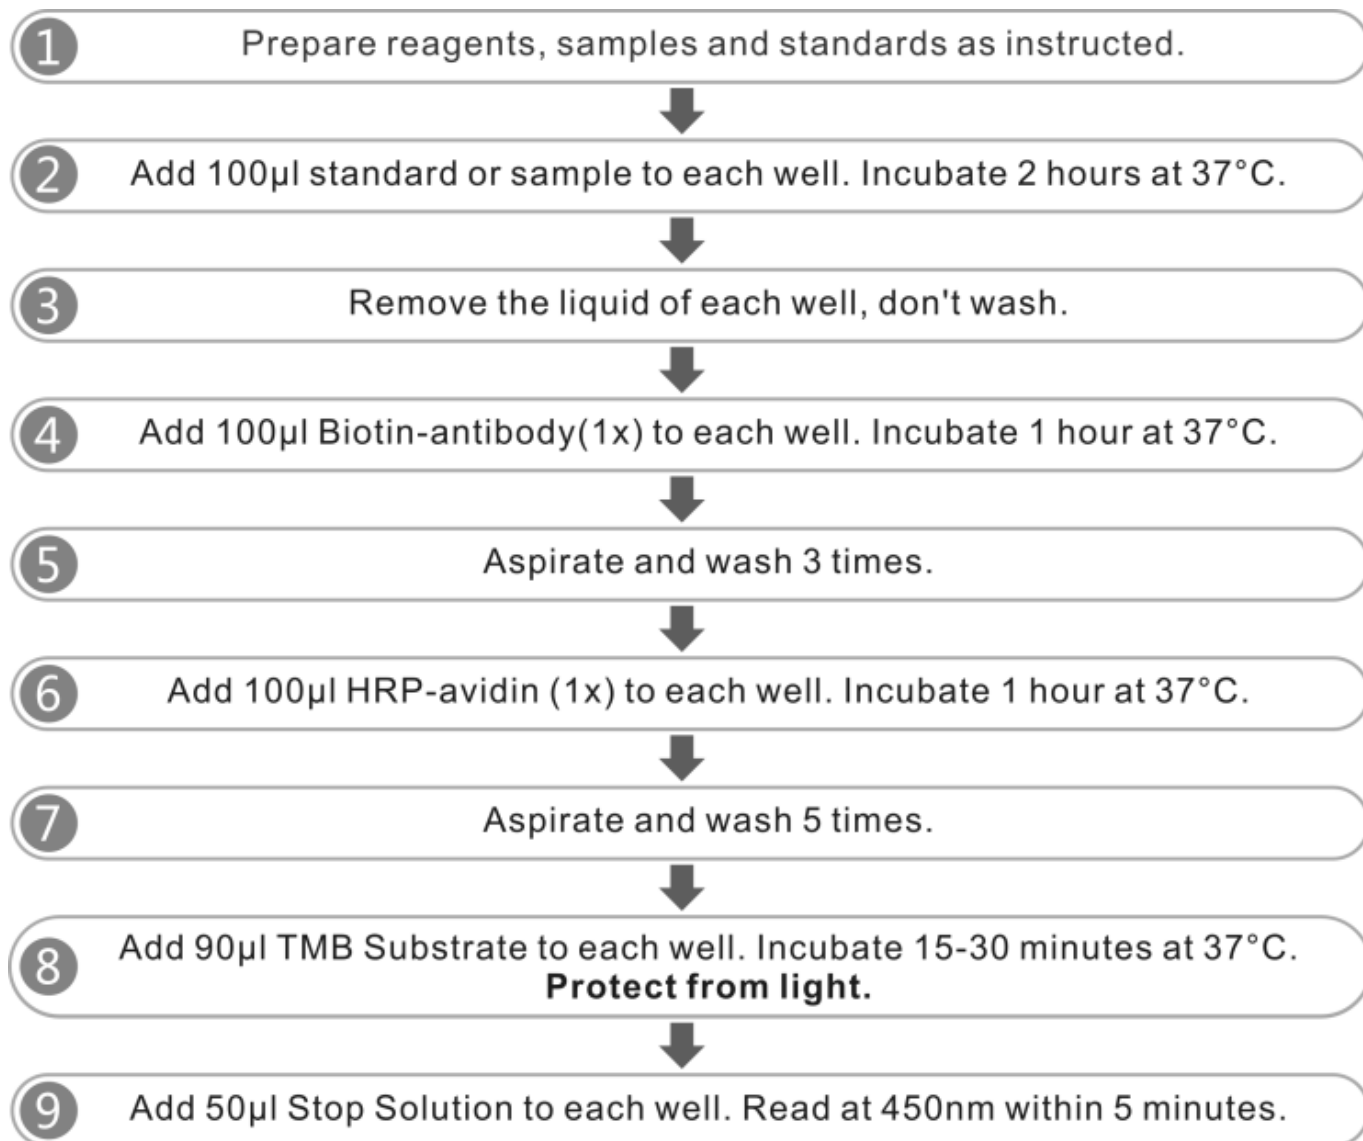 1 Prepare reagents, samples and standards as instructed.
2 Add 100µl standard or sample to each well. Incubate 2 hours at 37°C.
3 Remove the liquid of each well, don't wash.
4 Add 100µl Biotin-antibody(1x) to each well. Incubate 1 hour at 37°C.
5 Aspirate and wash 3 times.
6 Add 100µl HRP-avidin (1x) to each well. Incubate 1 hour at 37°C.
7 Aspirate and wash 5 times.
8 Add 90µl TMB Substrate to each well. Incubate 15-30 minutes at 37°C.
Protect from light.
9 Add 50µl Stop Solution to each well. Read at 450nm within 5 minutes.